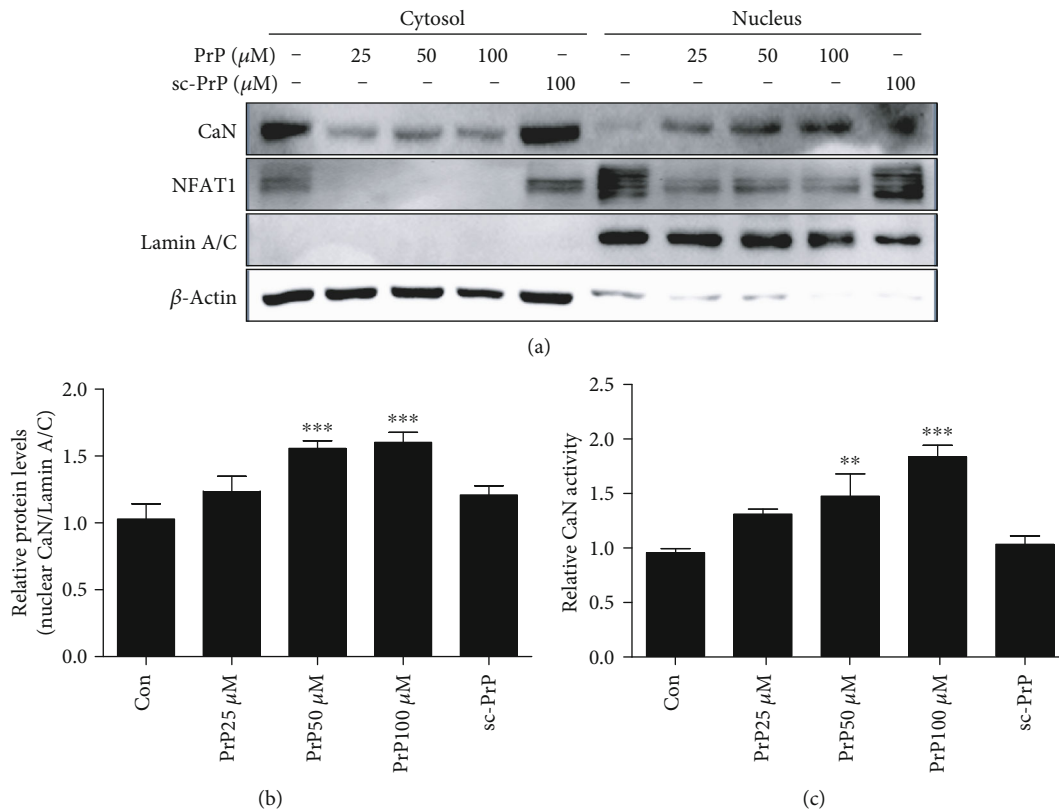 Cytosol Nucleus
PrP (μM) – 25 50 100 – – 25 50 100 –
sc-PrP (μM) – – – – 100 – – – – 100
CaN
NFAT1
Lamin A/C
β-Actin
(a)
Relative protein levels
(nuclear CaN/Lamin A/C)
2.0
1.5
1.0
0.5
0.0
Con
PrP25 μM
PrP50 μM
PrP100 μM
sc-PrP
***
***
(b)
Relative CaN activity
2.5
2.0
1.5
1.0
0.5
0.0
Con
PrP25 μM
PrP50 μM
PrP100 μM
sc-PrP
**
***
(c)